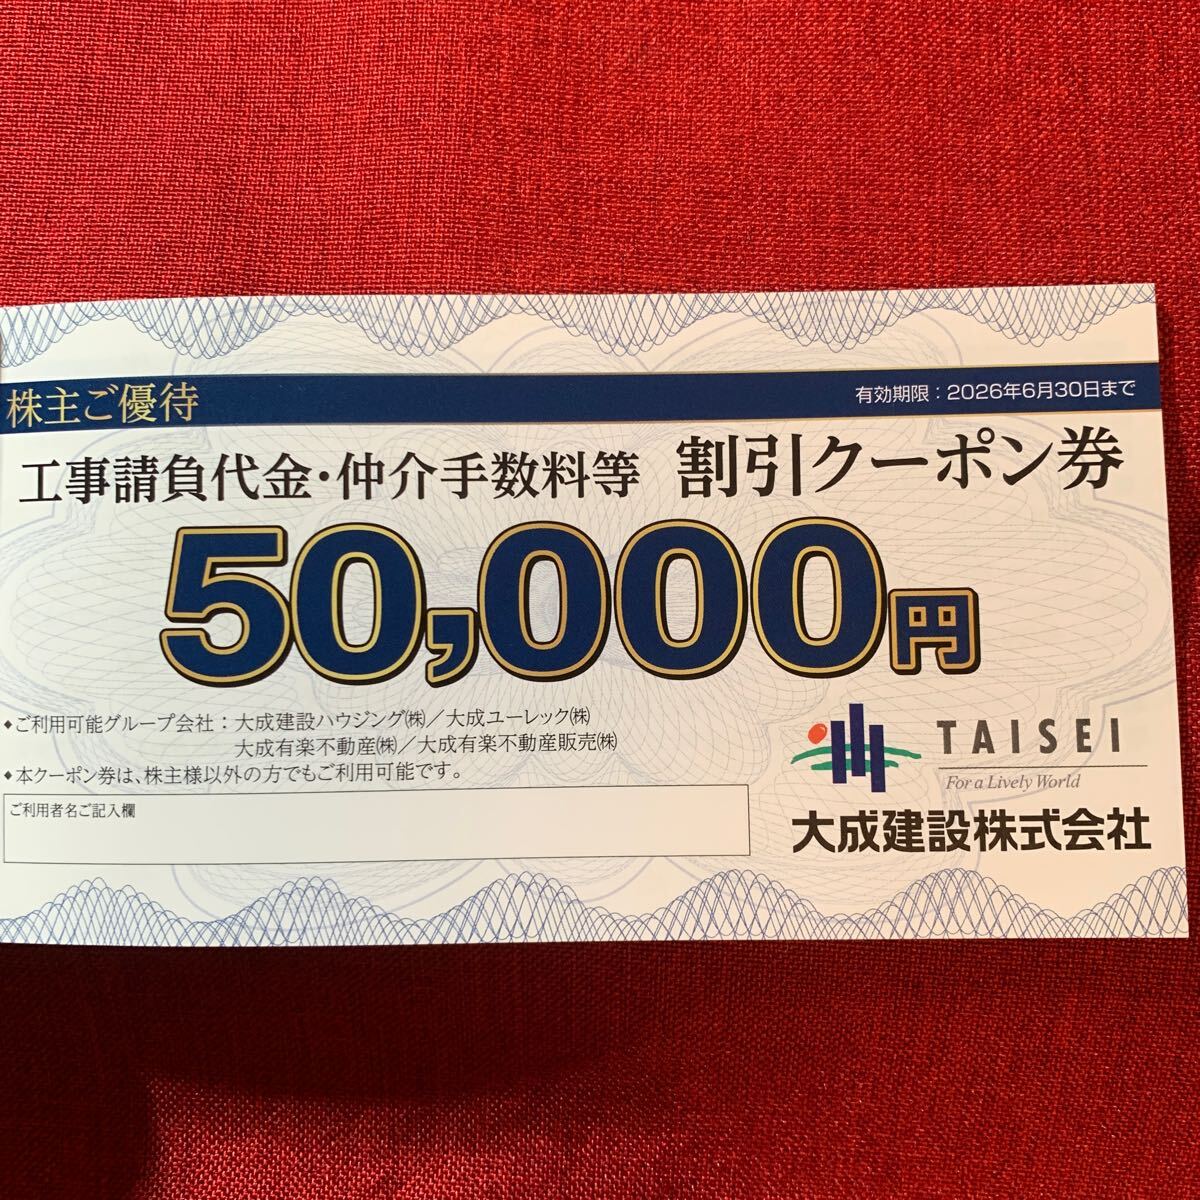 株主ご優待
有効期限：2026年6月30日まで
工事請負代金・仲介手数料等 割引クーポン券
50,000円
◆ご利用可能グループ会社：大成建設ハウジング㈱／大成ユーレック㈱
大成有楽不動産㈱／大成有楽不動産販売㈱
◆本クーポン券は、株主様以外の方でもご利用可能です。
ご利用者名ご記入欄
TAISEI
For a Lively World
大成建設株式会社